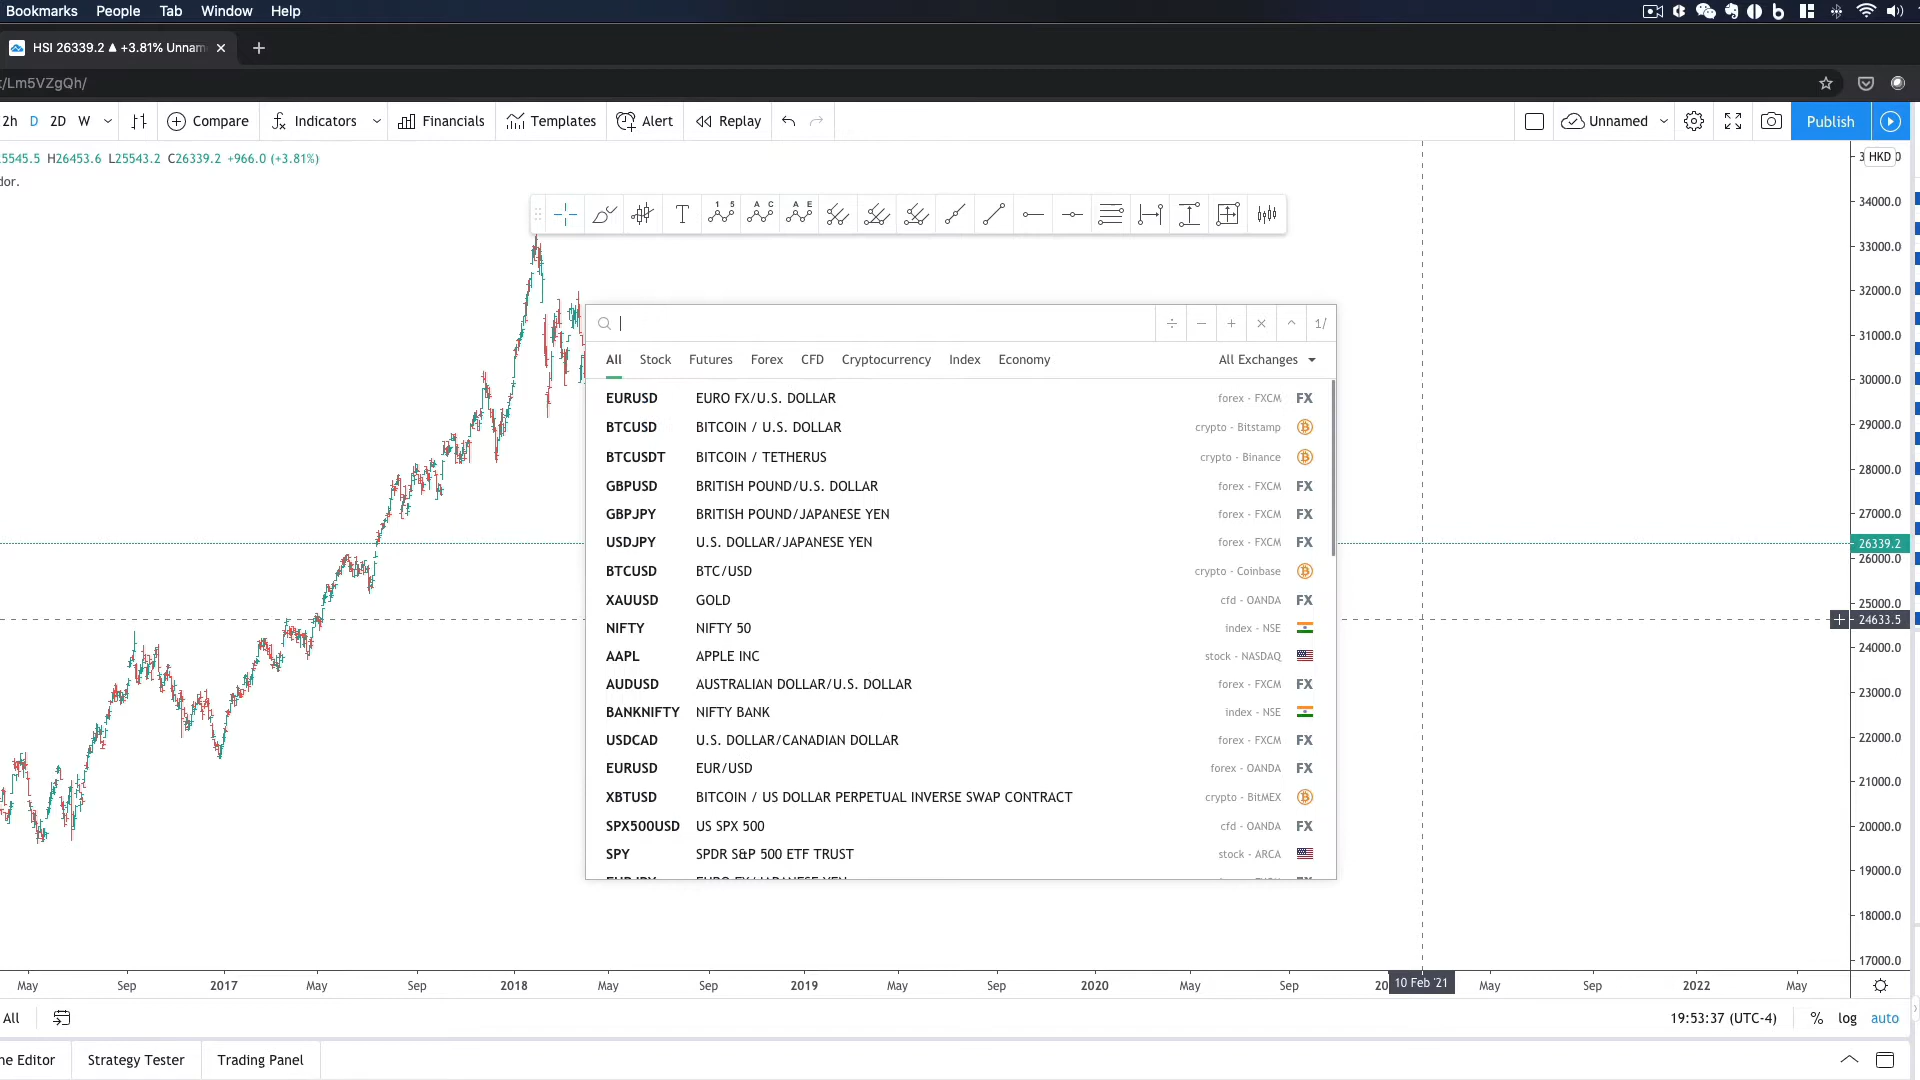 Bookmarks People Tab Window Help
HSI 26339.2 ▲ +3.81% Unnam
t/Lm5VZgQh/
2h D 2D W Compare Indicators Financials Templates Alert Replay Unnamed Publish
5545.5 H26453.6 L25543.2 C26339.2 +966.0 (+3.81%)
dor.
HKD
34000.0
33000.0
32000.0
31000.0
30000.0
29000.0
28000.0
27000.0
26339.2
26000.0
25000.0
24633.5
24000.0
23000.0
22000.0
21000.0
20000.0
19000.0
18000.0
17000.0
÷ − + × ^ 1/
All Stock Futures Forex CFD Cryptocurrency Index Economy All Exchanges
EURUSD EURO FX/U.S. DOLLAR forex - FXCM FX
BTCUSD BITCOIN / U.S. DOLLAR crypto - Bitstamp
BTCUSDT BITCOIN / TETHERUS crypto - Binance
GBPUSD BRITISH POUND/U.S. DOLLAR forex - FXCM FX
GBPJPY BRITISH POUND/JAPANESE YEN forex - FXCM FX
USDJPY U.S. DOLLAR/JAPANESE YEN forex - FXCM FX
BTCUSD BTC/USD crypto - Coinbase
XAUUSD GOLD cfd - OANDA FX
NIFTY NIFTY 50 index - NSE
AAPL APPLE INC stock - NASDAQ
AUDUSD AUSTRALIAN DOLLAR/U.S. DOLLAR forex - FXCM FX
BANKNIFTY NIFTY BANK index - NSE
USDCAD U.S. DOLLAR/CANADIAN DOLLAR forex - FXCM FX
EURUSD EUR/USD forex - OANDA FX
XBTUSD BITCOIN / US DOLLAR PERPETUAL INVERSE SWAP CONTRACT crypto - BitMEX
SPX500USD US SPX 500 cfd - OANDA FX
SPY SPDR S&P 500 ETF TRUST stock - ARCA
May Sep 2017 May Sep 2018 May Sep 2019 May Sep 2020 May Sep 20 10 Feb '21 May Sep 2022 May
All 19:53:37 (UTC-4) % log auto
ne Editor Strategy Tester Trading Panel